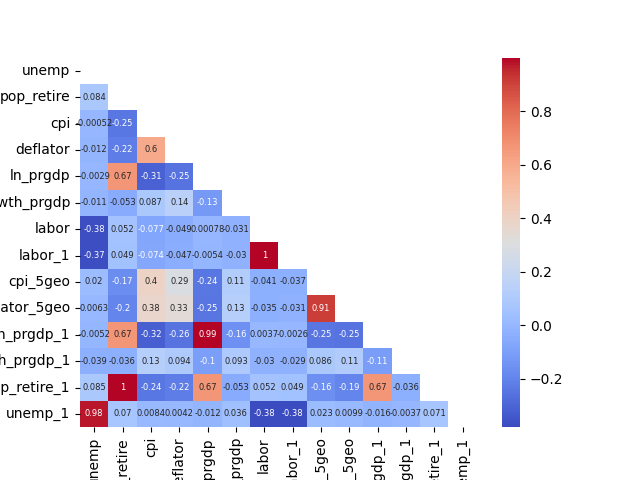 unemp
pop_retire 0.084
cpi -0.00052 -0.25
deflator -0.012 -0.22 0.6
ln_prgdp -0.0029 0.67 -0.31 -0.25
wth_prgdp -0.011 -0.053 0.087 0.14 -0.13
labor -0.38 0.052 -0.077 -0.049 0.00078 -0.031
labor_1 -0.37 0.049 -0.074 -0.047 -0.0054 -0.03 1
cpi_5geo 0.02 -0.17 0.4 0.29 -0.24 0.11 -0.041 -0.037
ator_5geo 0.0063 -0.2 0.38 0.33 -0.25 0.13 -0.035 -0.031 0.91
n_prgdp_1 -0.0052 0.67 -0.32 -0.26 0.99 -0.16 0.0037 -0.0026 -0.25 -0.25
h_prgdp_1 -0.039 -0.036 0.13 0.094 -0.1 0.093 -0.03 -0.029 0.086 0.11 -0.11
p_retire_1 0.085 1 -0.24 -0.22 0.67 -0.053 0.052 0.049 -0.16 -0.19 0.67 -0.036
unemp_1 0.98 0.07 0.0084 0.0042 -0.012 0.036 -0.38 -0.38 0.023 0.0099 -0.016 -0.0037 0.071
nemp
_retire
cpi
eflator
prgdp
prgdp
labor
bor_1
_5geo
_5geo
gdp_1
gdp_1
tire_1
emp_1
0.8
0.6
0.4
0.2
0.0
−0.2